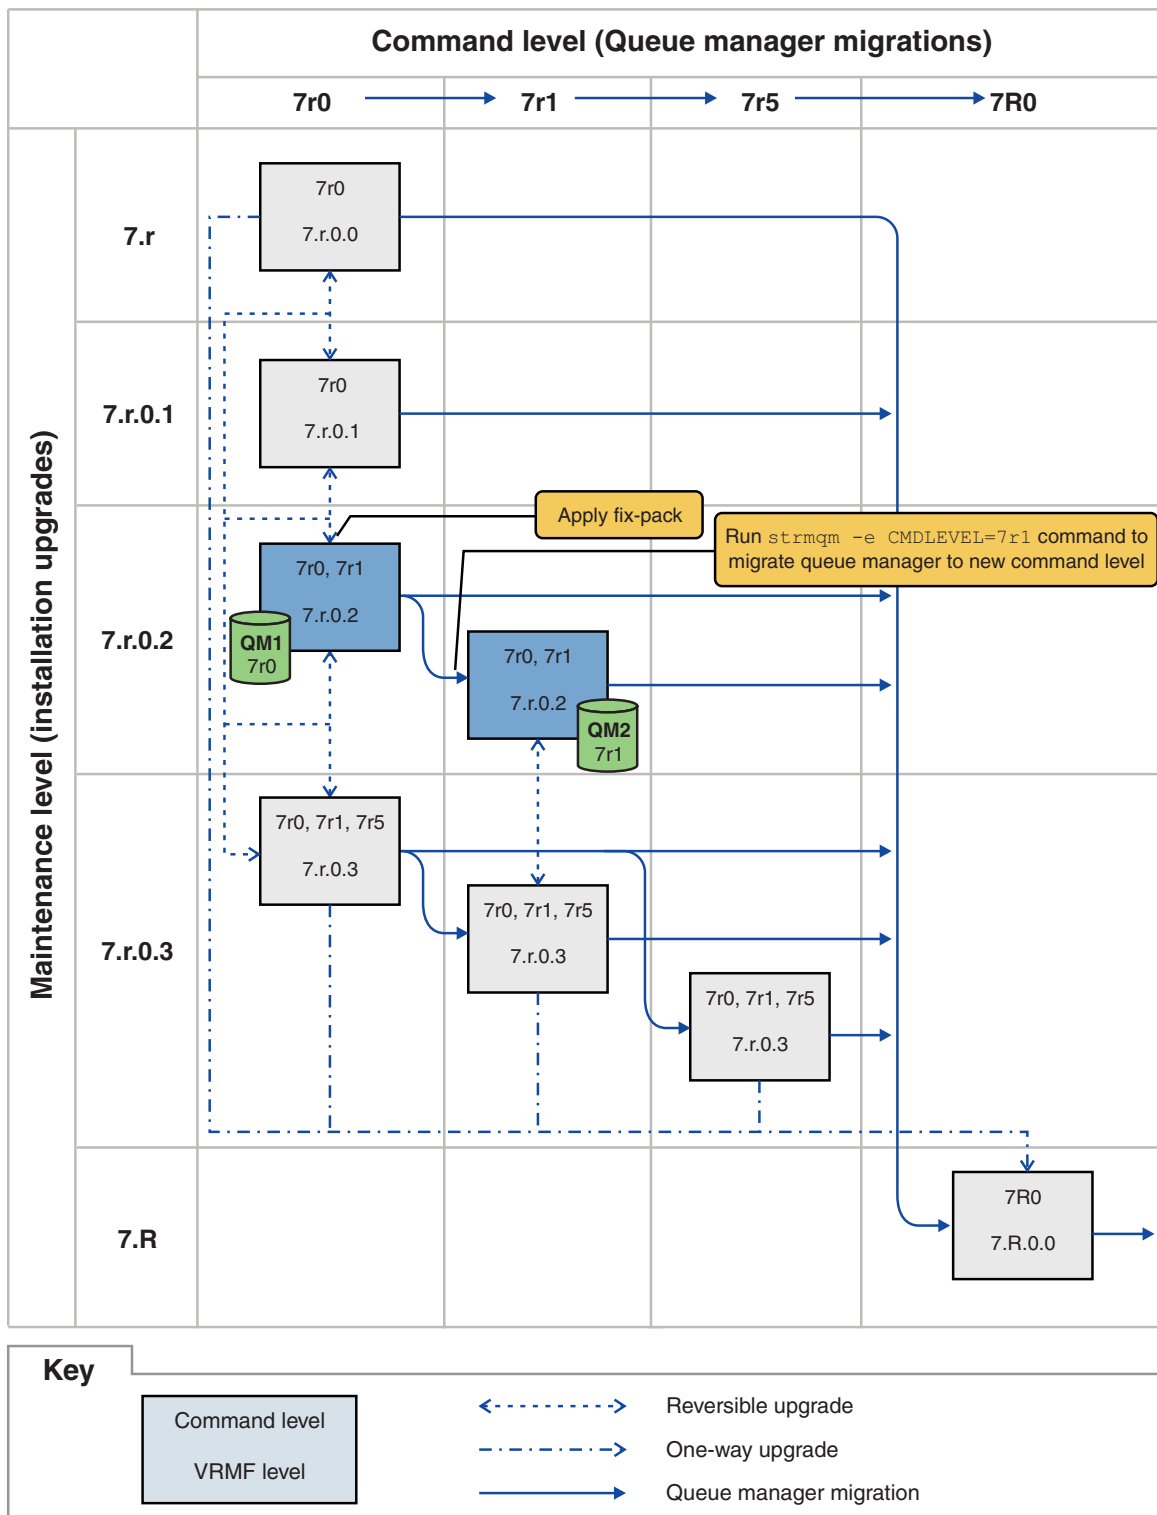 Command level (Queue manager migrations)
7r0
7r1
7r5
7R0
Maintenance level (installation upgrades)
7.r
7r0
7.r.0.0
7.r.0.1
7r0
7.r.0.1
Apply fix-pack
Run strmqm -e CMDLEVEL=7r1 command to
migrate queue manager to new command level
7.r.0.2
7r0, 7r1
7.r.0.2
QM1
7r0
7r0, 7r1
7.r.0.2
QM2
7r1
7.r.0.3
7r0, 7r1, 7r5
7.r.0.3
7r0, 7r1, 7r5
7.r.0.3
7r0, 7r1, 7r5
7.r.0.3
7.R
7R0
7.R.0.0
Key
Command level
VRMF level
Reversible upgrade
One-way upgrade
Queue manager migration